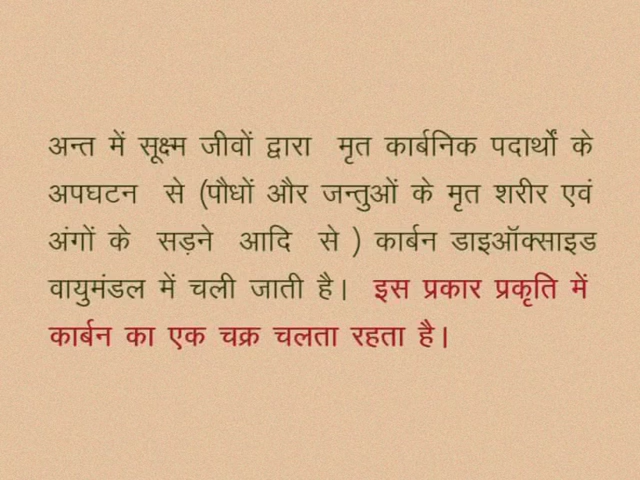 अन्त में सूक्ष्म जीवों द्वारा मृत कार्बनिक पदार्थों के
अपघटन से (पौधों और जन्तुओं के मृत शरीर एवं
अंगों के सड़ने आदि से ) कार्बन डाइऑक्साइड
वायुमंडल में चली जाती है। इस प्रकार प्रकृति में
कार्बन का एक चक्र चलता रहता है।